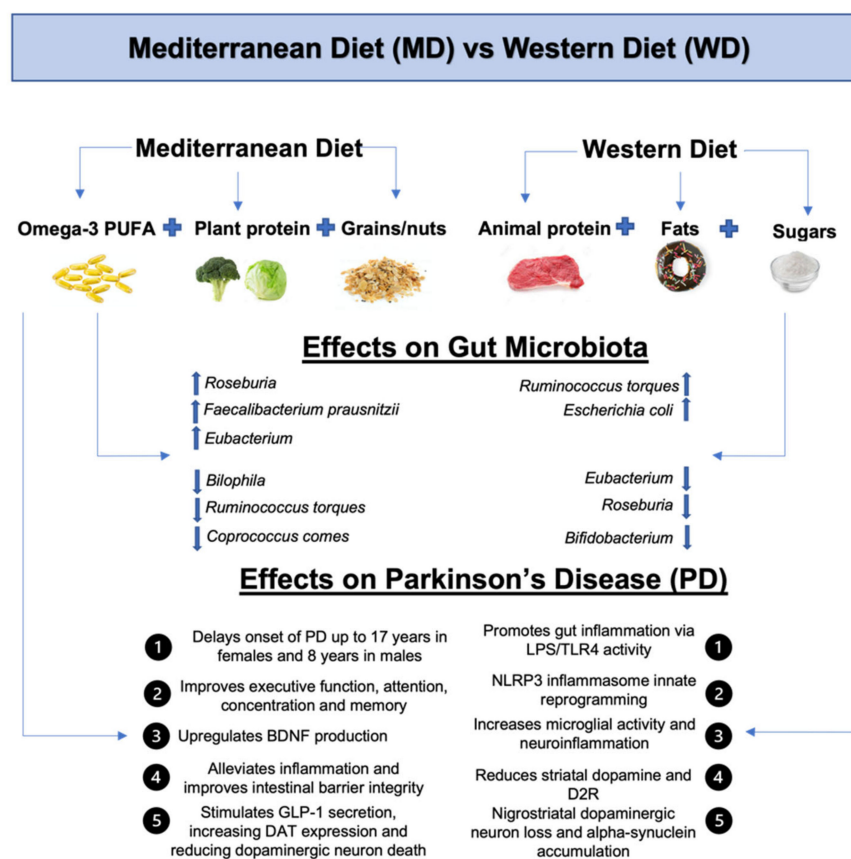 Mediterranean Diet (MD) vs Western Diet (WD)
Mediterranean Diet
Western Diet
Omega-3 PUFA
Plant protein
Grains/nuts
Animal protein
Fats
Sugars
Effects on Gut Microbiota
Roseburia
Faecalibacterium prausnitzii
Eubacterium
Bilophila
Ruminococcus torques
Coprococcus comes
Ruminococcus torques
Escherichia coli
Eubacterium
Roseburia
Bifidobacterium
Effects on Parkinson's Disease (PD)
1 Delays onset of PD up to 17 years in
females and 8 years in males
2 Improves executive function, attention,
concentration and memory
3 Upregulates BDNF production
4 Alleviates inflammation and
improves intestinal barrier integrity
5 Stimulates GLP-1 secretion,
increasing DAT expression and
reducing dopaminergic neuron death
Promotes gut inflammation via 1
LPS/TLR4 activity
NLRP3 inflammasome innate 2
reprogramming
Increases microglial activity and 3
neuroinflammation
Reduces striatal dopamine and 4
D2R
Nigrostriatal dopaminergic 5
neuron loss and alpha-synuclein
accumulation